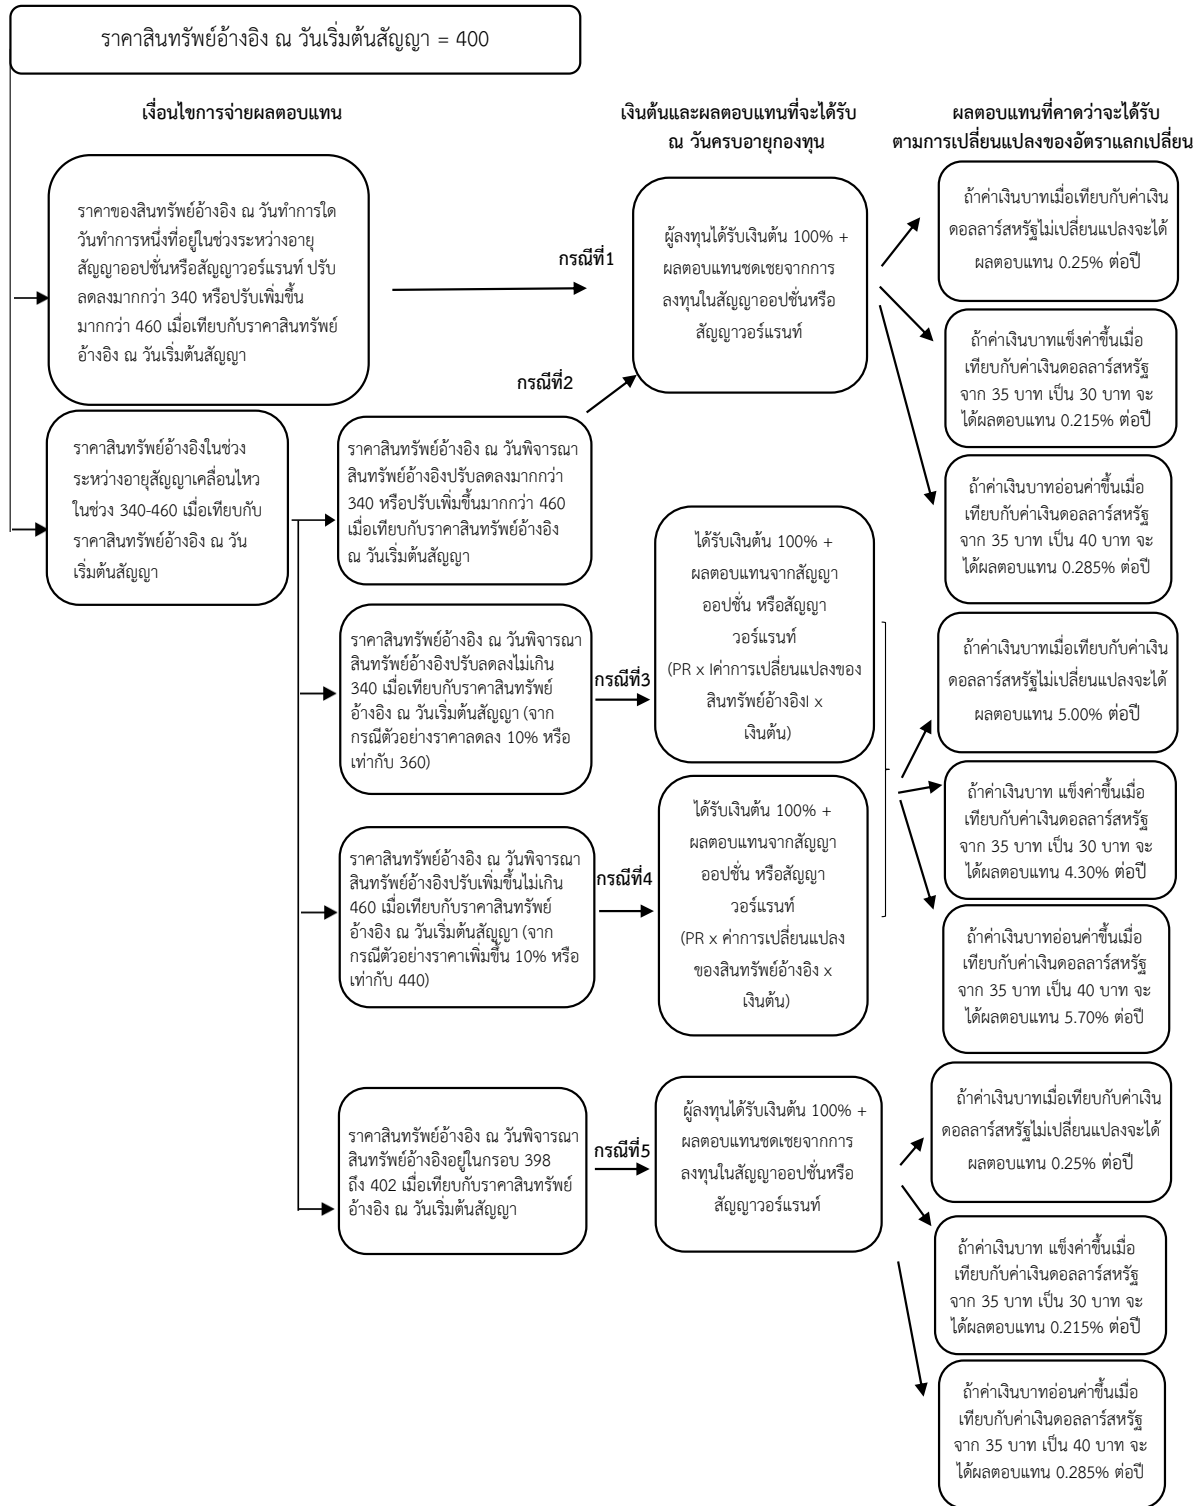 ราคาสินทรัพย์อ้างอิง ณ วันเริ่มต้นสัญญา = 400
เงื่อนไขการจ่ายผลตอบแทน
เงินต้นและผลตอบแทนที่จะได้รับ
ณ วันครบอายุกองทุน
ผลตอบแทนที่คาดว่าจะได้รับ
ตามการเปลี่ยนแปลงของอัตราแลกเปลี่ยน
ราคาของสินทรัพย์อ้างอิง ณ วันทำการใด
วันทำการหนึ่งที่อยู่ในช่วงระหว่างอายุ
สัญญาออปชั่นหรือสัญญาวอร์แรนท์ ปรับ
ลดลงมากกว่า 340 หรือปรับเพิ่มขึ้น
มากกว่า 460 เมื่อเทียบกับราคาสินทรัพย์
อ้างอิง ณ วันเริ่มต้นสัญญา
กรณีที่1
ผู้ลงทุนได้รับเงินต้น 100% +
ผลตอบแทนชดเชยจากการ
ลงทุนในสัญญาออปชั่นหรือ
สัญญาวอร์แรนท์
ถ้าค่าเงินบาทเมื่อเทียบกับค่าเงิน
ดอลลาร์สหรัฐไม่เปลี่ยนแปลงจะได้
ผลตอบแทน 0.25% ต่อปี
ถ้าค่าเงินบาทแข็งค่าขึ้นเมื่อ
เทียบกับค่าเงินดอลลาร์สหรัฐ
จาก 35 บาท เป็น 30 บาท จะ
ได้ผลตอบแทน 0.215% ต่อปี
ถ้าค่าเงินบาทอ่อนค่าขึ้นเมื่อ
เทียบกับค่าเงินดอลลาร์สหรัฐ
จาก 35 บาท เป็น 40 บาท จะ
ได้ผลตอบแทน 0.285% ต่อปี
ราคาสินทรัพย์อ้างอิงในช่วง
ระหว่างอายุสัญญาเคลื่อนไหว
ในช่วง 340-460 เมื่อเทียบกับ
ราคาสินทรัพย์อ้างอิง ณ วัน
เริ่มต้นสัญญา
กรณีที่2
ราคาสินทรัพย์อ้างอิง ณ วันพิจารณา
สินทรัพย์อ้างอิงปรับลดลงมากกว่า
340 หรือปรับเพิ่มขึ้นมากกว่า 460
เมื่อเทียบกับราคาสินทรัพย์อ้างอิง
ณ วันเริ่มต้นสัญญา
ราคาสินทรัพย์อ้างอิง ณ วันพิจารณา
สินทรัพย์อ้างอิงปรับลดลงไม่เกิน
340 เมื่อเทียบกับราคาสินทรัพย์
อ้างอิง ณ วันเริ่มต้นสัญญา (จาก
กรณีตัวอย่างราคาลดลง 10% หรือ
เท่ากับ 360)
กรณีที่3
ได้รับเงินต้น 100% +
ผลตอบแทนจากสัญญา
ออปชั่น หรือสัญญา
วอร์แรนท์
(PR x Iค่าการเปลี่ยนแปลงของ
สินทรัพย์อ้างอิงI x
เงินต้น)
ถ้าค่าเงินบาทเมื่อเทียบกับค่าเงิน
ดอลลาร์สหรัฐไม่เปลี่ยนแปลงจะได้
ผลตอบแทน 5.00% ต่อปี
ถ้าค่าเงินบาท แข็งค่าขึ้นเมื่อ
เทียบกับค่าเงินดอลลาร์สหรัฐ
จาก 35 บาท เป็น 30 บาท จะ
ได้ผลตอบแทน 4.30% ต่อปี
ถ้าค่าเงินบาทอ่อนค่าขึ้นเมื่อ
เทียบกับค่าเงินดอลลาร์สหรัฐ
จาก 35 บาท เป็น 40 บาท จะ
ได้ผลตอบแทน 5.70% ต่อปี
ราคาสินทรัพย์อ้างอิง ณ วันพิจารณา
สินทรัพย์อ้างอิงปรับเพิ่มขึ้นไม่เกิน
460 เมื่อเทียบกับราคาสินทรัพย์
อ้างอิง ณ วันเริ่มต้นสัญญา (จาก
กรณีตัวอย่างราคาเพิ่มขึ้น 10% หรือ
เท่ากับ 440)
กรณีที่4
ได้รับเงินต้น 100% +
ผลตอบแทนจากสัญญา
ออปชั่น หรือสัญญา
วอร์แรนท์
(PR x ค่าการเปลี่ยนแปลง
ของสินทรัพย์อ้างอิง x
เงินต้น)
ราคาสินทรัพย์อ้างอิง ณ วันพิจารณา
สินทรัพย์อ้างอิงอยู่ในกรอบ 398
ถึง 402 เมื่อเทียบกับราคาสินทรัพย์
อ้างอิง ณ วันเริ่มต้นสัญญา
กรณีที่5
ผู้ลงทุนได้รับเงินต้น 100% +
ผลตอบแทนชดเชยจากการ
ลงทุนในสัญญาออปชั่นหรือ
สัญญาวอร์แรนท์
ถ้าค่าเงินบาทเมื่อเทียบกับค่าเงิน
ดอลลาร์สหรัฐไม่เปลี่ยนแปลงจะได้
ผลตอบแทน 0.25% ต่อปี
ถ้าค่าเงินบาท แข็งค่าขึ้นเมื่อ
เทียบกับค่าเงินดอลลาร์สหรัฐ
จาก 35 บาท เป็น 30 บาท จะ
ได้ผลตอบแทน 0.215% ต่อปี
ถ้าค่าเงินบาทอ่อนค่าขึ้นเมื่อ
เทียบกับค่าเงินดอลลาร์สหรัฐ
จาก 35 บาท เป็น 40 บาท จะ
ได้ผลตอบแทน 0.285% ต่อปี